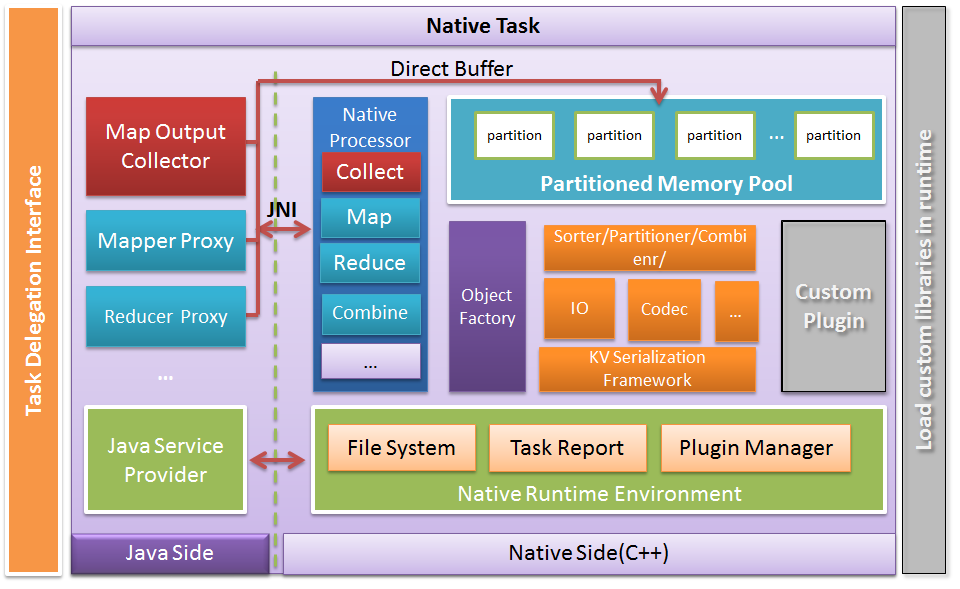 Native Task
Task Delegation Interface
Direct Buffer
Map Output
Collector
Mapper Proxy
Reducer Proxy
...
JNI
Native
Processor
Collect
Map
Reduce
Combine
...
partition
partition
partition
...
partition
Partitioned Memory Pool
Object
Factory
Sorter/Partitioner/Combi
enr/
IO
Codec
...
KV Serialization
Framework
Custom
Plugin
Load custom libraries in runtime
Java Service
Provider
File System
Task Report
Plugin Manager
Native Runtime Environment
Java Side
Native Side(C++)